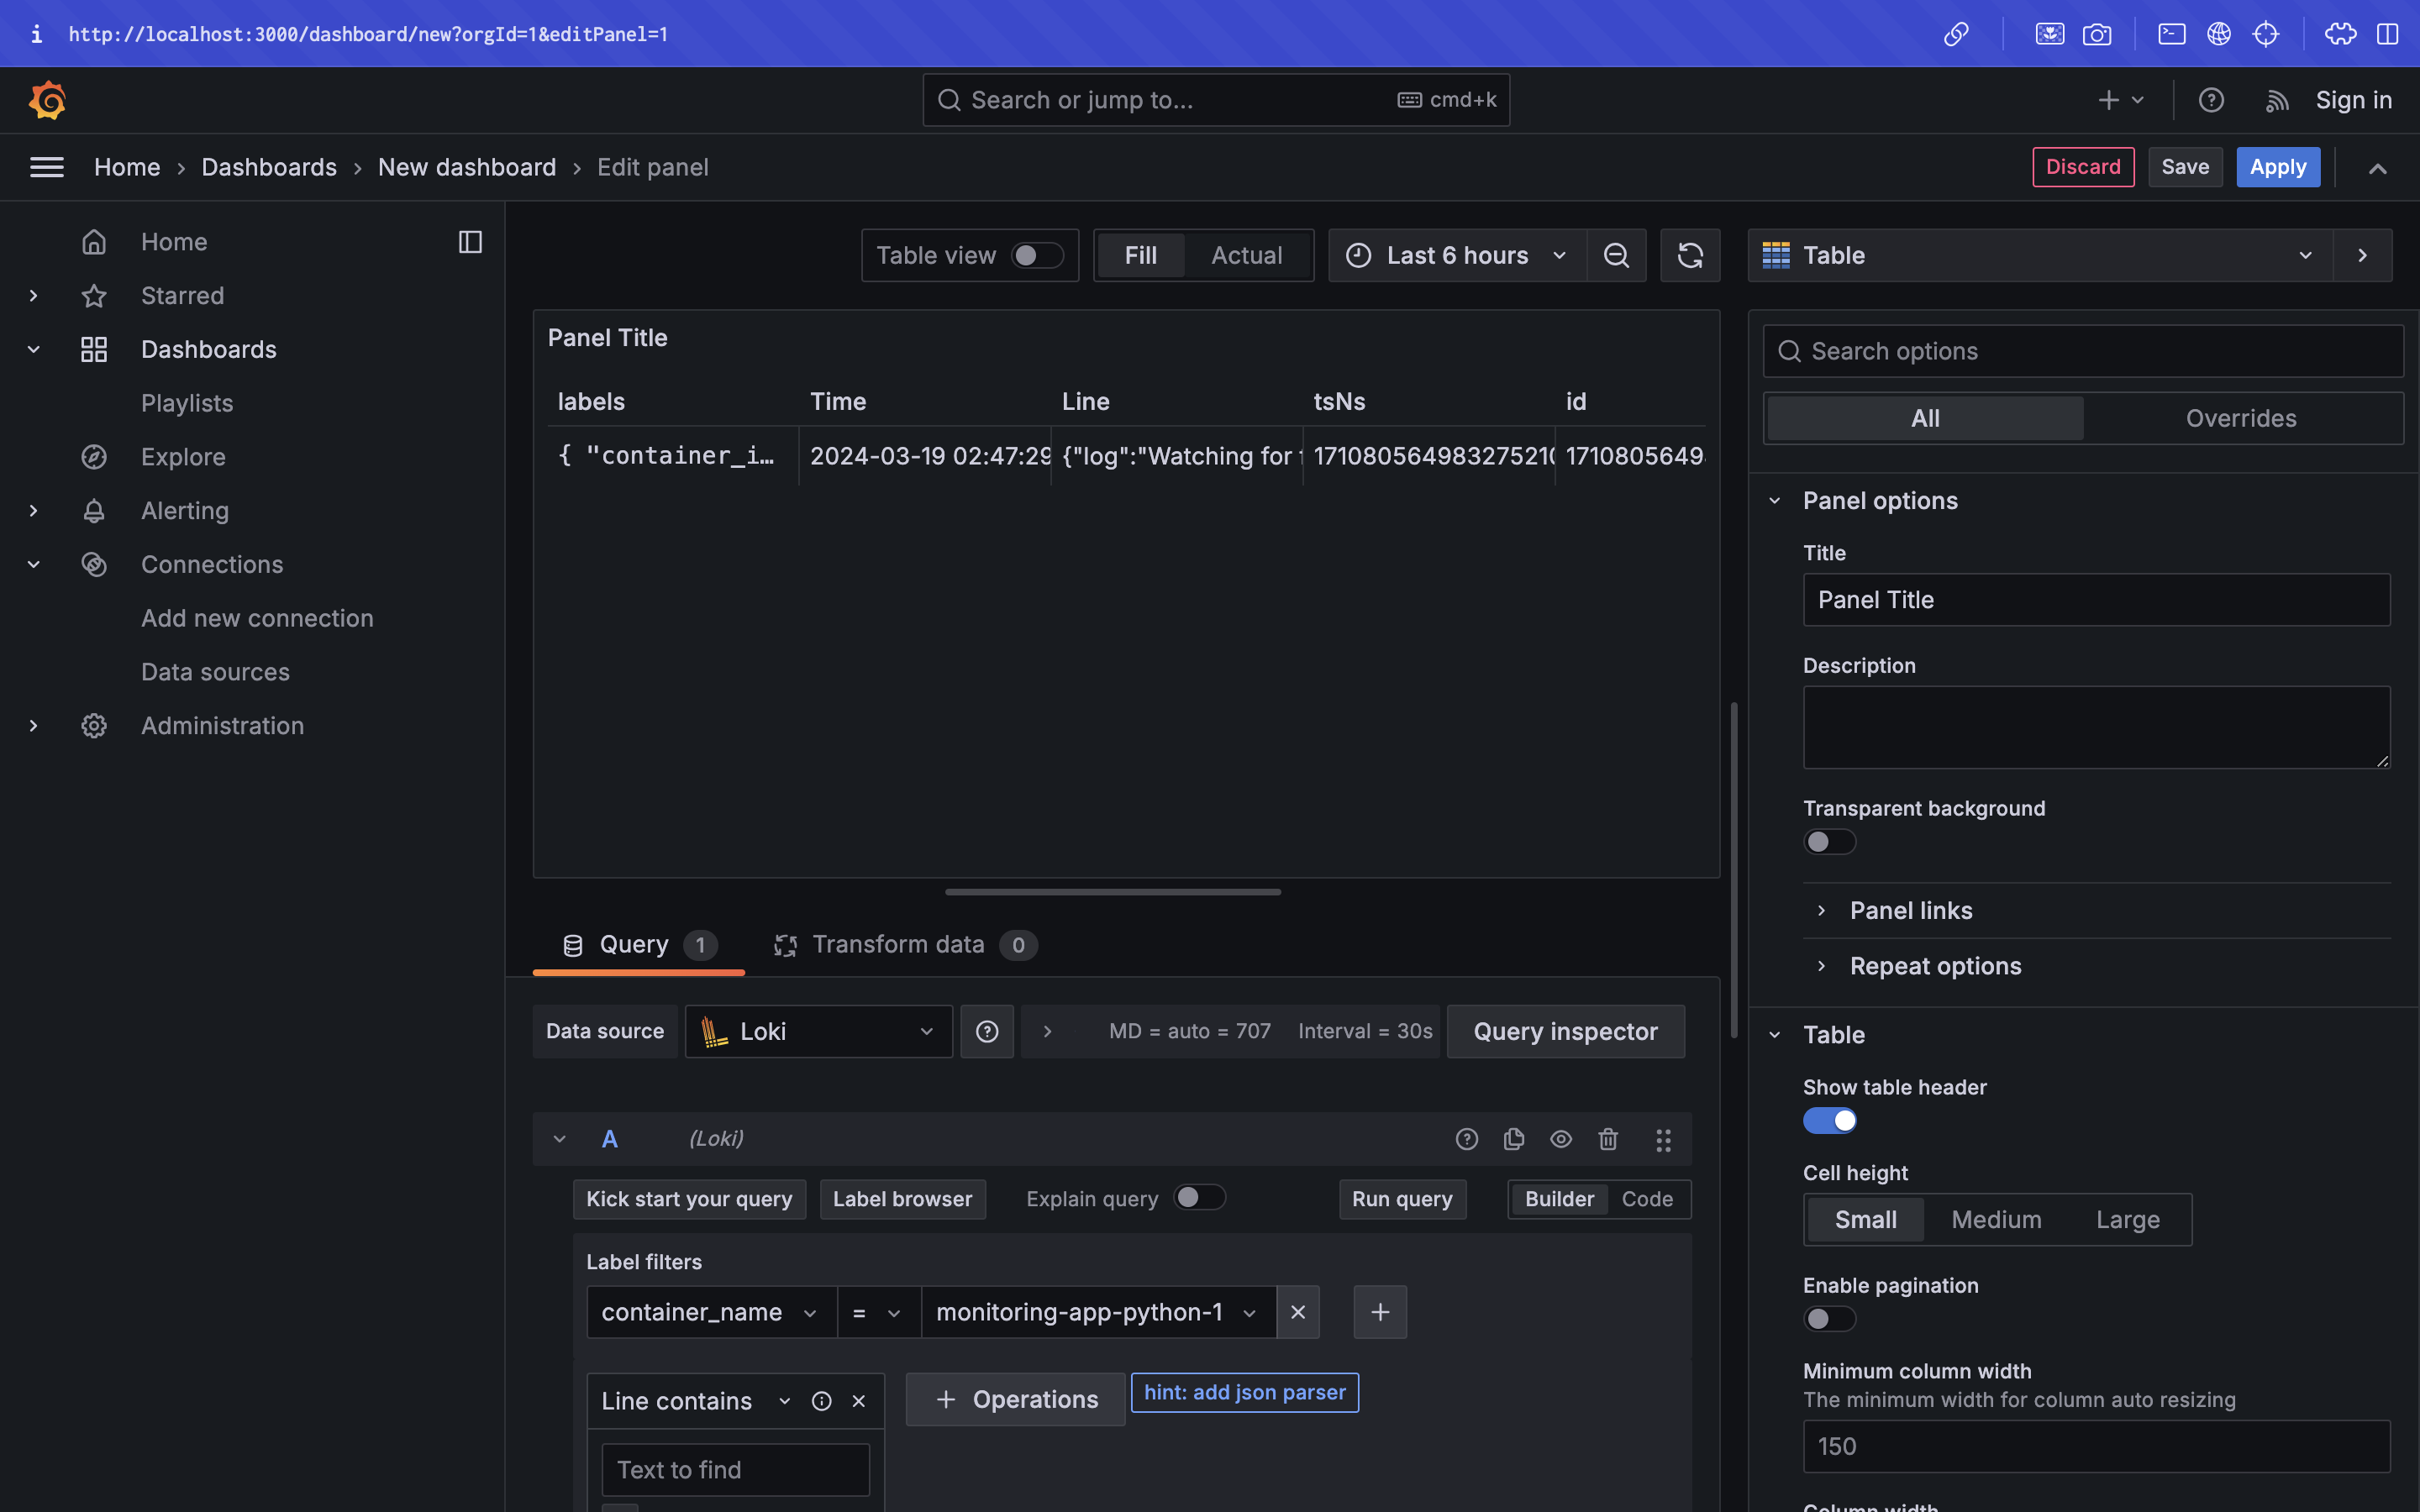 http://localhost:3000/dashboard/new?orgId=1&editPanel=1
Search or jump to... cmd+k
Sign in
Home › Dashboards › New dashboard › Edit panel
Discard Save Apply
Home
Starred
Dashboards
Playlists
Explore
Alerting
Connections
Add new connection
Data sources
Administration
Table view Fill Actual Last 6 hours
Panel Title
labels Time Line tsNs id
{ "container_i… 2024-03-19 02:47:29 {"log":"Watching for 171080564983275210 1710805649
Query 1 Transform data 0
Data source Loki MD = auto = 707 Interval = 30s Query inspector
A (Loki)
Kick start your query Label browser Explain query Run query Builder Code
Label filters
container_name = monitoring-app-python-1
Line contains Operations hint: add json parser
Text to find
Table
Search options
All Overrides
Panel options
Title
Panel Title
Description
Transparent background
Panel links
Repeat options
Table
Show table header
Cell height
Small Medium Large
Enable pagination
Minimum column width
The minimum width for column auto resizing
150
Column width